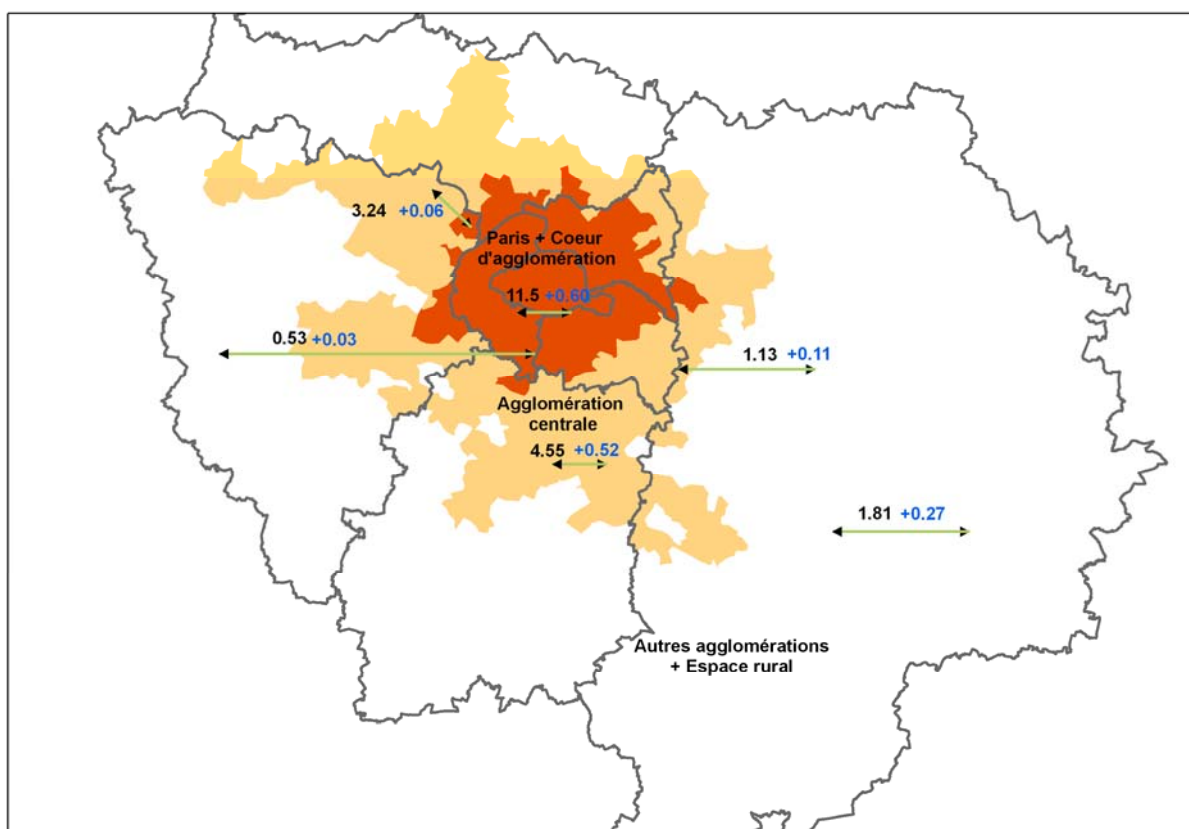 3.24 +0.06
Paris + Coeur
d'agglomération
11.5 +0.60
0.53 +0.03
1.13 +0.11
Agglomération
centrale
4.55 +0.52
1.81 +0.27
Autres agglomérations
+ Espace rural